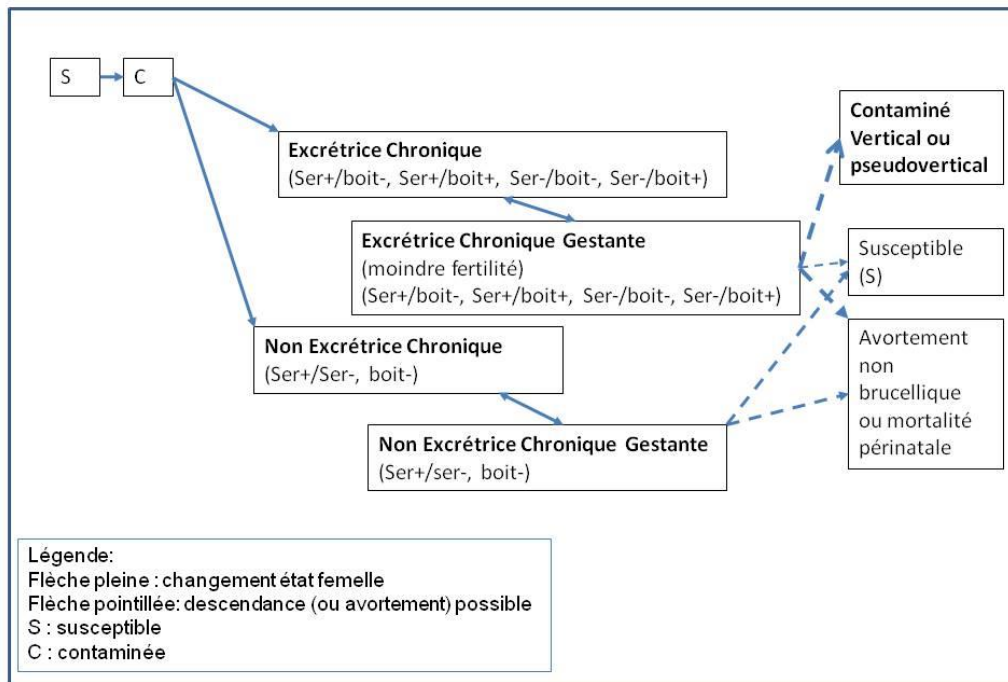 S
C
Excrétrice Chronique
(Ser+/boit-, Ser+/boit+, Ser-/boit-, Ser-/boit+)
Excrétrice Chronique Gestante
(moindre fertilité)
(Ser+/boit-, Ser+/boit+, Ser-/boit-, Ser-/boit+)
Non Excrétrice Chronique
(Ser+/Ser-, boit-)
Non Excrétrice Chronique Gestante
(Ser+/ser-, boit-)
Contaminé
Vertical ou
pseudovertical
Susceptible
(S)
Avortement
non
brucellique
ou mortalité
périnatale
Légende:
Flèche pleine : changement état femelle
Flèche pointillée: descendance (ou avortement) possible
S : susceptible
C : contaminée